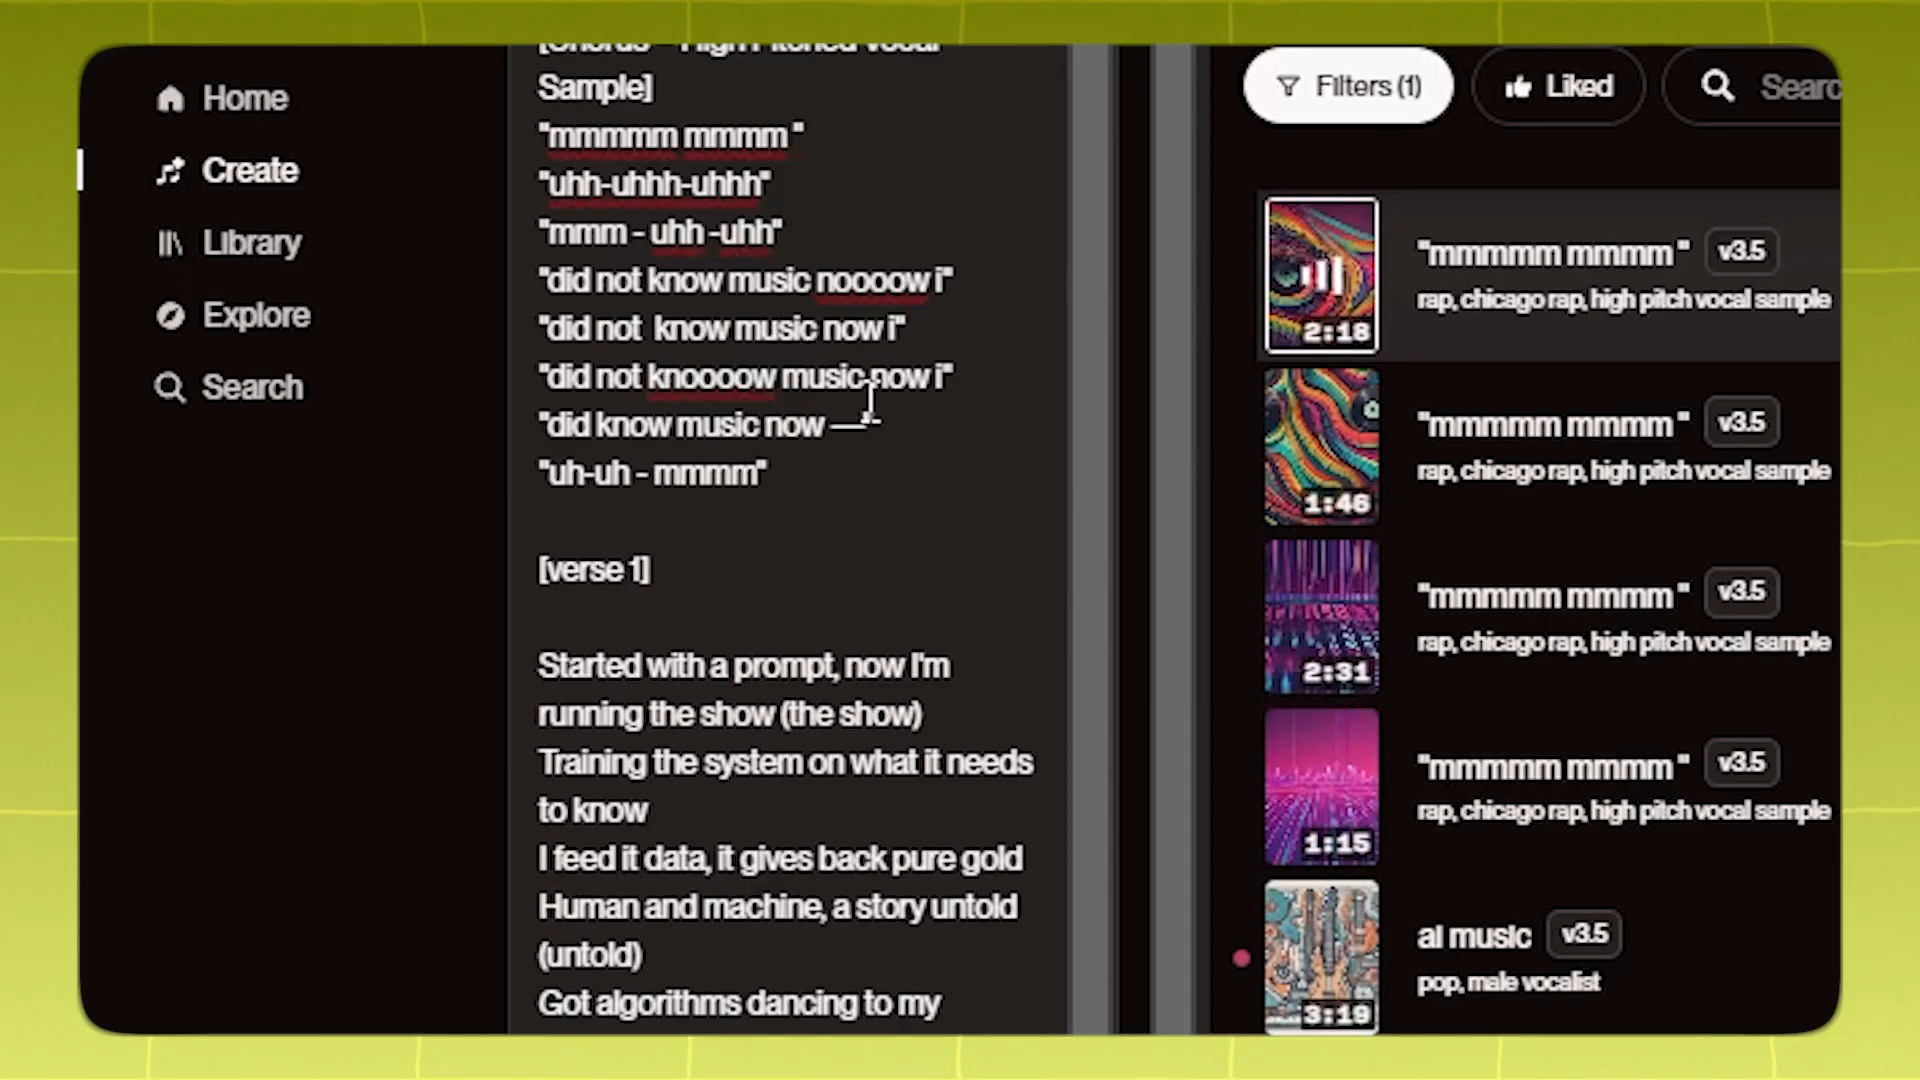 Home
Create
Library
Explore
Search
[Chorus - High Pitched Vocal
Sample]
"mmmmm mmmm "
"uhh-uhhh-uhhh"
"mmm - uhh -uhh"
"did not know music noooow i"
"did not  know music now i"
"did not knoooow music now i"
"did know music now —"
"uh-uh - mmmm"
[verse 1]
Started with a prompt, now I'm
running the show (the show)
Training the system on what it needs
to know
I feed it data, it gives back pure gold
Human and machine, a story untold
(untold)
Got algorithms dancing to my
Filters (1)
Liked
Searc
"mmmmm mmmm " v3.5
rap, chicago rap, high pitch vocal sample
2:18
"mmmmm mmmm " v3.5
rap, chicago rap, high pitch vocal sample
1:46
"mmmmm mmmm " v3.5
rap, chicago rap, high pitch vocal sample
2:31
"mmmmm mmmm " v3.5
rap, chicago rap, high pitch vocal sample
1:15
ai music v3.5
pop, male vocalist
3:19